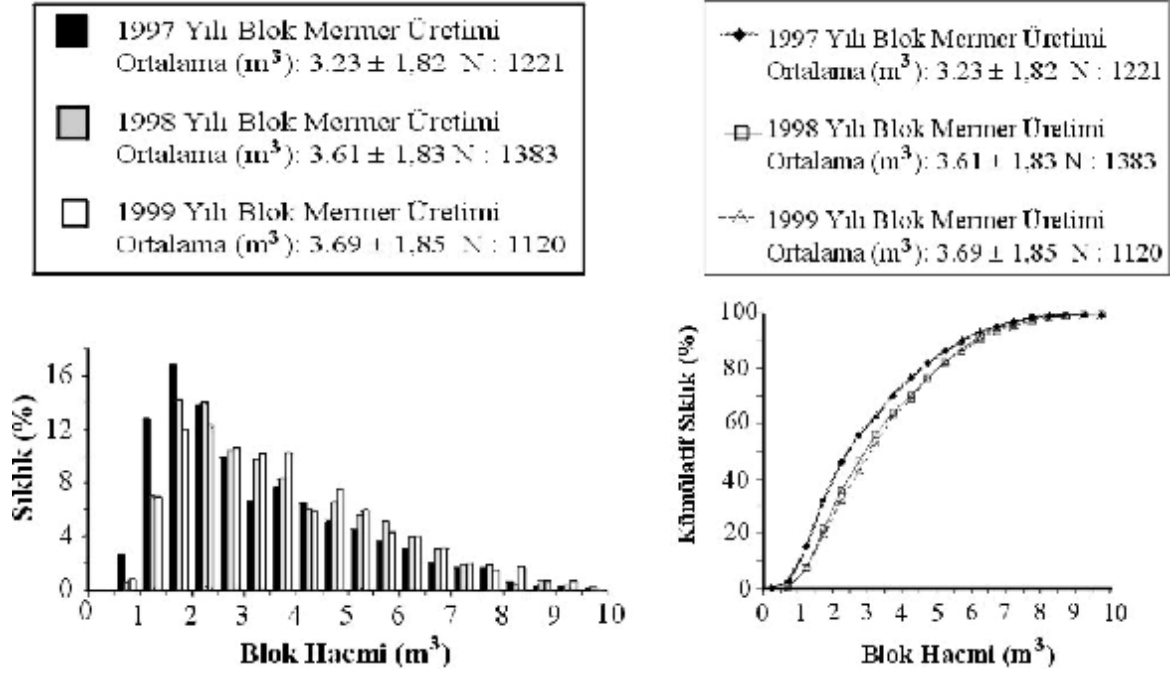 1997 Yılı Blok Mermer Üretimi
Ortalama (m³): 3.23 ± 1,82 N : 1221
1998 Yılı Blok Mermer Üretimi
Ortalama (m³): 3.61 ± 1,83 N : 1383
1999 Yılı Blok Mermer Üretimi
Ortalama (m³): 3.69 ± 1,85 N : 1120
1997 Yılı Blok Mermer Üretimi
Ortalama (m³): 3.23 ± 1,82 N : 1221
1998 Yılı Blok Mermer Üretimi
Ortalama (m³): 3.61 ± 1,83 N : 1383
1999 Yılı Blok Mermer Üretimi
Ortalama (m³): 3.69 ± 1,85 N : 1120
Sıklık (%)
16
12
8
4
0
0 1 2 3 4 5 6 7 8 9 10
Blok Hacmi (m³)
Kümülatif Sıklık (%)
100
80
60
40
20
0
0 1 2 3 4 5 6 7 8 9 10
Blok Hacmi (m³)